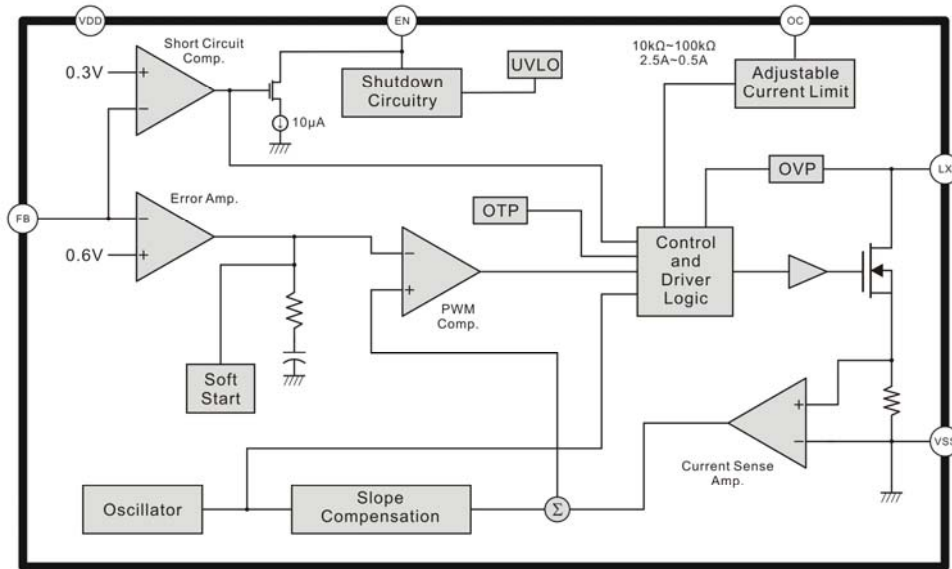 VDD
EN
OC
Short Circuit
Comp.
0.3V
+
−
10μA
Shutdown
Circuitry
UVLO
10kΩ~100kΩ
2.5A~0.5A
Adjustable
Current Limit
OVP
LX
FB
Error Amp.
−
0.6V
+
OTP
−
+
PWM
Comp.
Control
and
Driver
Logic
Soft
Start
+
−
Current Sense
Amp.
VSS
Oscillator
Slope
Compensation
Σ